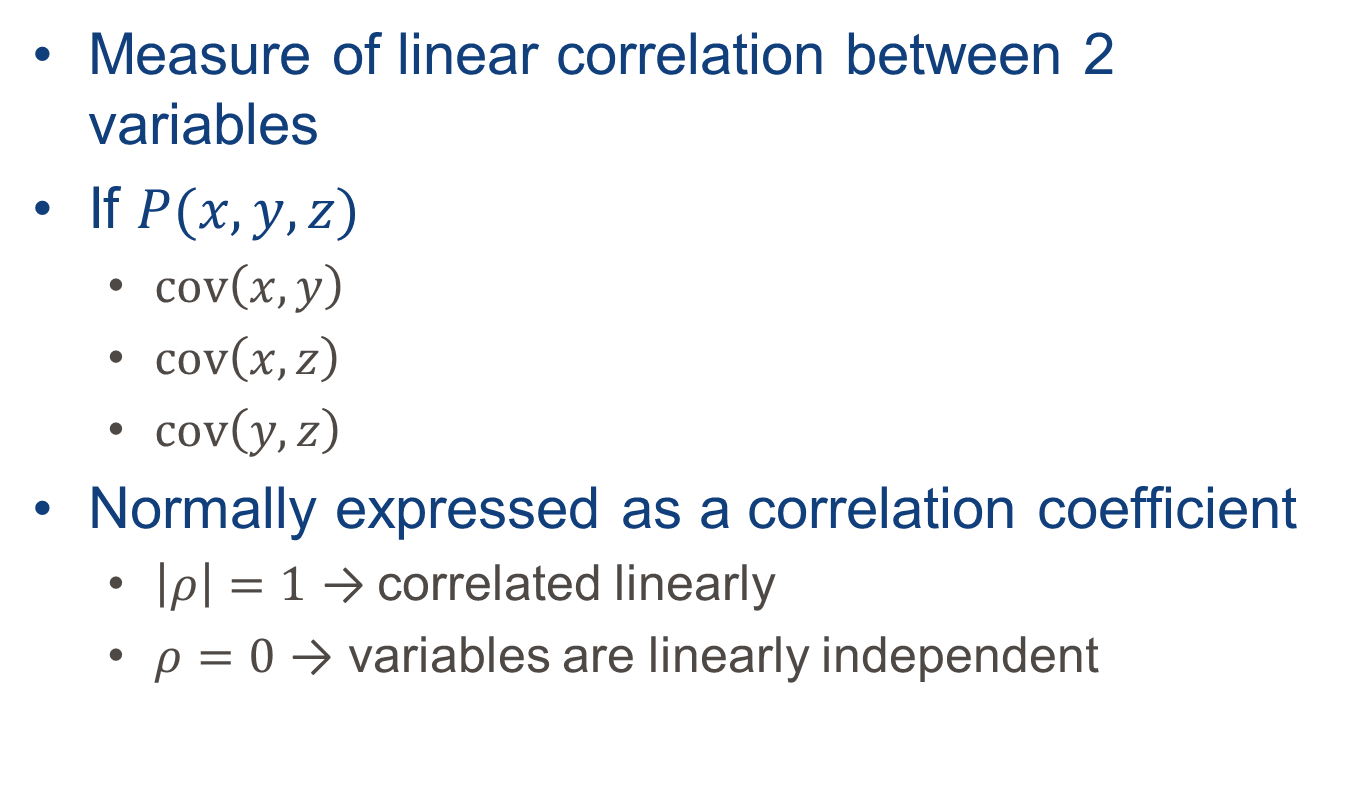 • Measure of linear correlation between 2
variables
• If 𝑃(𝑥, 𝑦, 𝑧)
• cov(𝑥, 𝑦)
• cov(𝑥, 𝑧)
• cov(𝑦, 𝑧)
• Normally expressed as a correlation coefficient
• |𝜌| = 1 → correlated linearly
• 𝜌 = 0 → variables are linearly independent